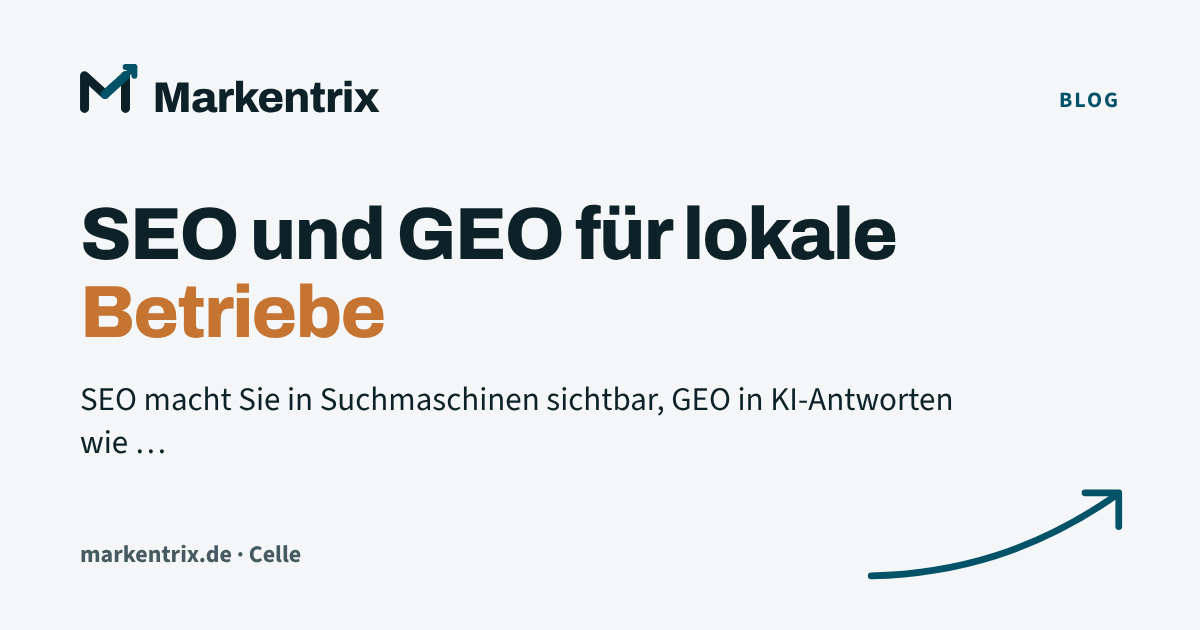 Markentrix
BLOG
SEO und GEO für lokale
Betriebe
SEO macht Sie in Suchmaschinen sichtbar, GEO in KI-Antworten
wie …
markentrix.de · Celle